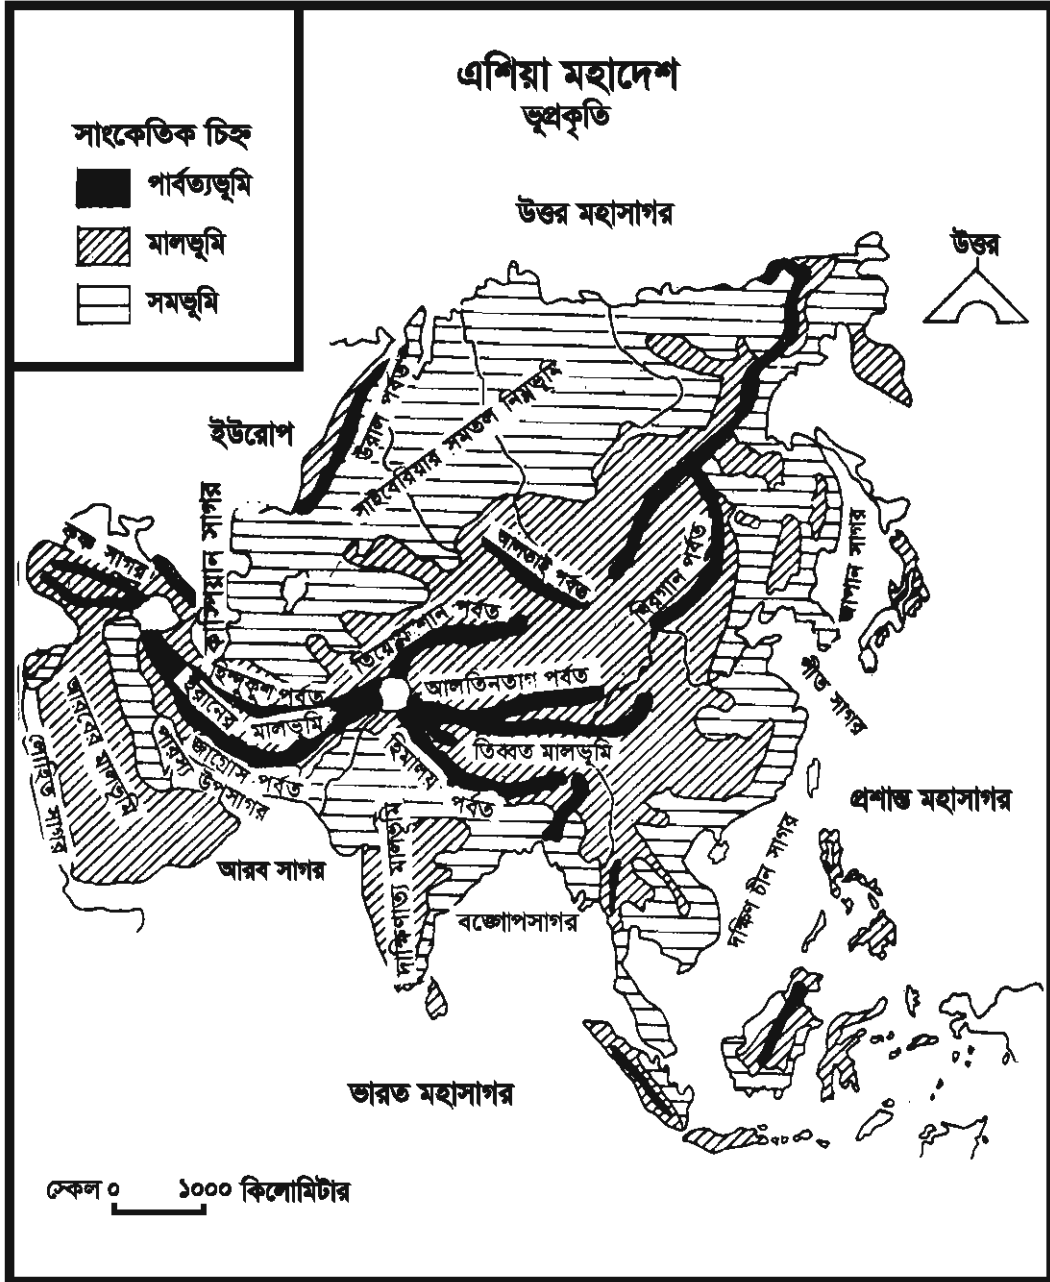 এশিয়া মহাদেশ
ভূপ্রকৃতি
সাংকেতিক চিহ্ন
পার্বত্যভূমি
মালভূমি
সমভূমি
উত্তর মহাসাগর
উত্তর
ইউরোপ
উরাল পর্বত
সাইবেরিয়ার সমতল নিম্নভূমি
কাস্পিয়ান সাগর
কৃষ্ণ সাগর
আলতাই পর্বত
খিনগান পর্বত
জাপান সাগর
তিয়েনশান পর্বত
পীত সাগর
হিন্দুকুশ পর্বত
আলতিনতাগ পর্বত
ইরানের মালভূমি
আরবের মালভূমি
জাগ্রোস পর্বত
পারস্য উপসাগর
লোহিত সাগর
তিব্বত মালভূমি
হিমালয় পর্বত
প্রশান্ত মহাসাগর
আরব সাগর
দাক্ষিণাত্য মালভূমি
বঙ্গোপসাগর
দক্ষিণ চীন সাগর
ভারত মহাসাগর
স্কেল ০ ১০০০ কিলোমিটার